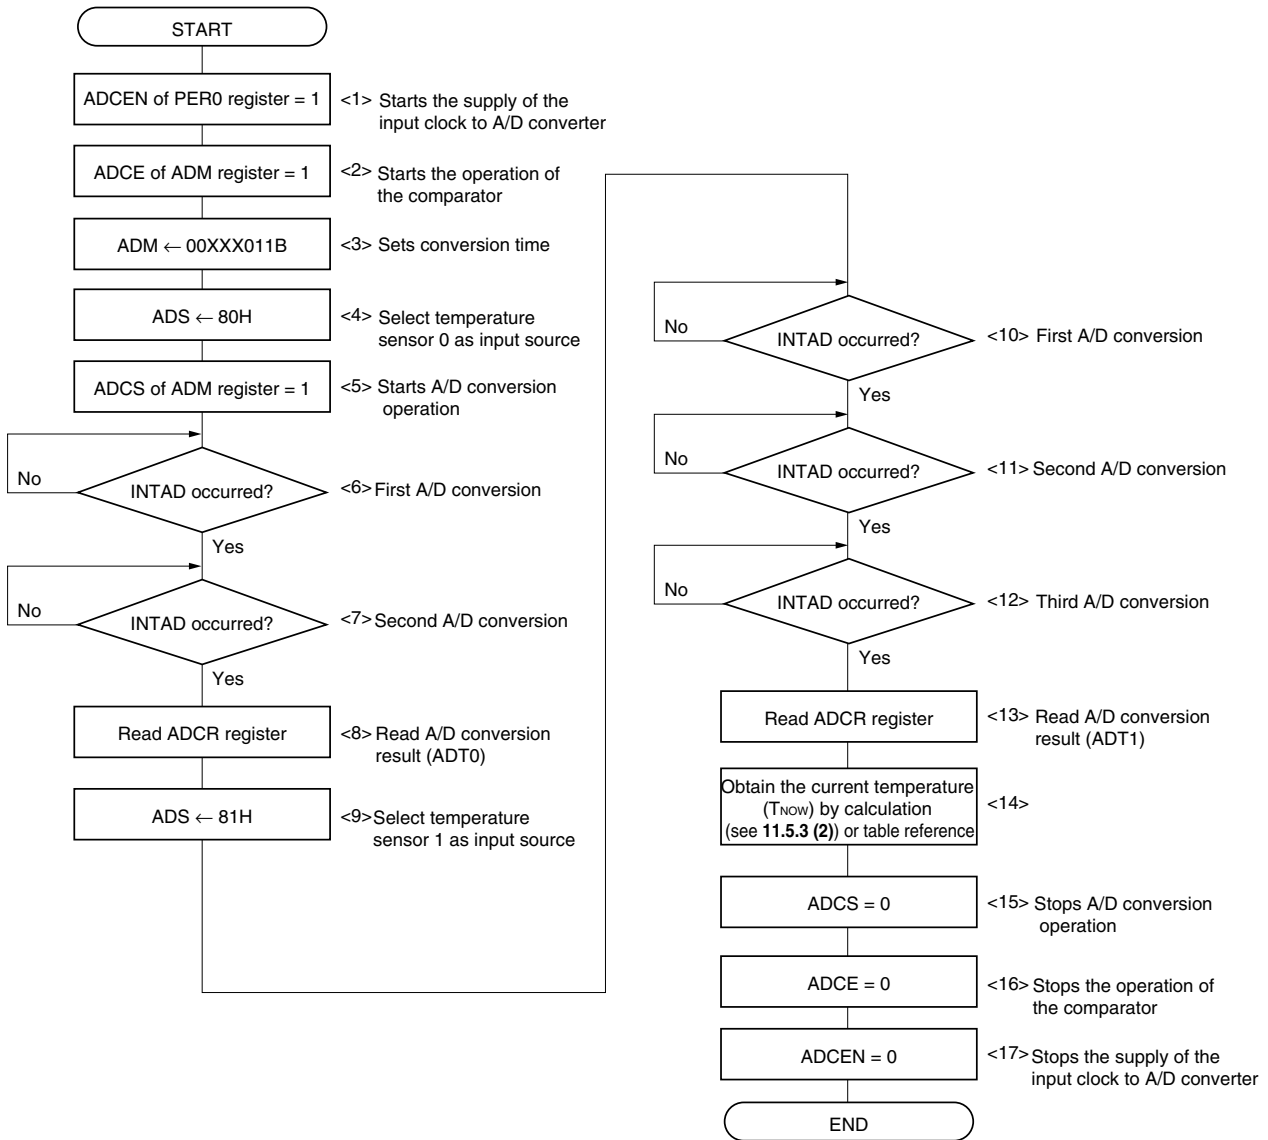 START
ADCEN of PER0 register = 1
<1> Starts the supply of the
input clock to A/D converter
ADCE of ADM register = 1
<2> Starts the operation of
the comparator
ADM ← 00XXX011B
<3> Sets conversion time
ADS ← 80H
<4> Select temperature
sensor 0 as input source
ADCS of ADM register = 1
<5> Starts A/D conversion
operation
No
INTAD occurred?
<6> First A/D conversion
Yes
No
INTAD occurred?
<7> Second A/D conversion
Yes
Read ADCR register
<8> Read A/D conversion
result (ADT0)
ADS ← 81H
<9> Select temperature
sensor 1 as input source
No
INTAD occurred?
<10> First A/D conversion
Yes
No
INTAD occurred?
<11> Second A/D conversion
Yes
No
INTAD occurred?
<12> Third A/D conversion
Yes
Read ADCR register
<13> Read A/D conversion
result (ADT1)
Obtain the current temperature
(TNOW) by calculation
(see 11.5.3 (2)) or table reference
<14>
ADCS = 0
<15> Stops A/D conversion
operation
ADCE = 0
<16> Stops the operation of
the comparator
ADCEN = 0
<17> Stops the supply of the
input clock to A/D converter
END